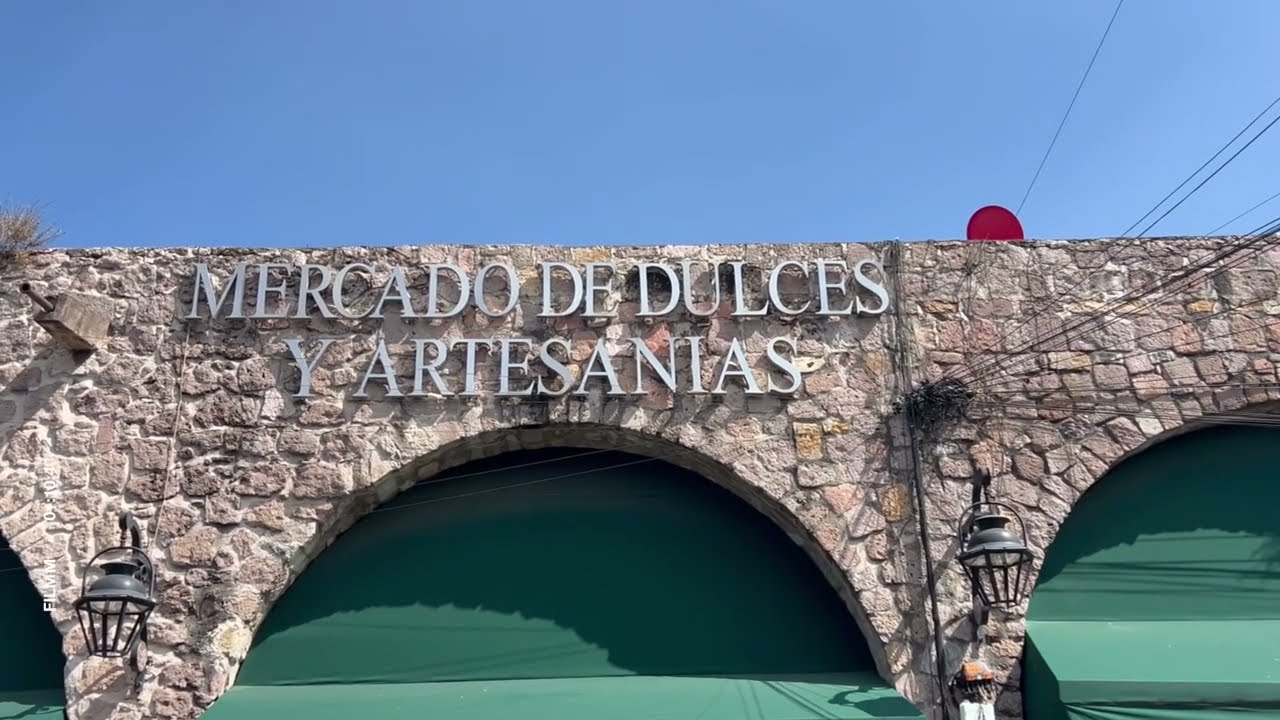 MERCADO DE DULCES
Y ARTESANIAS